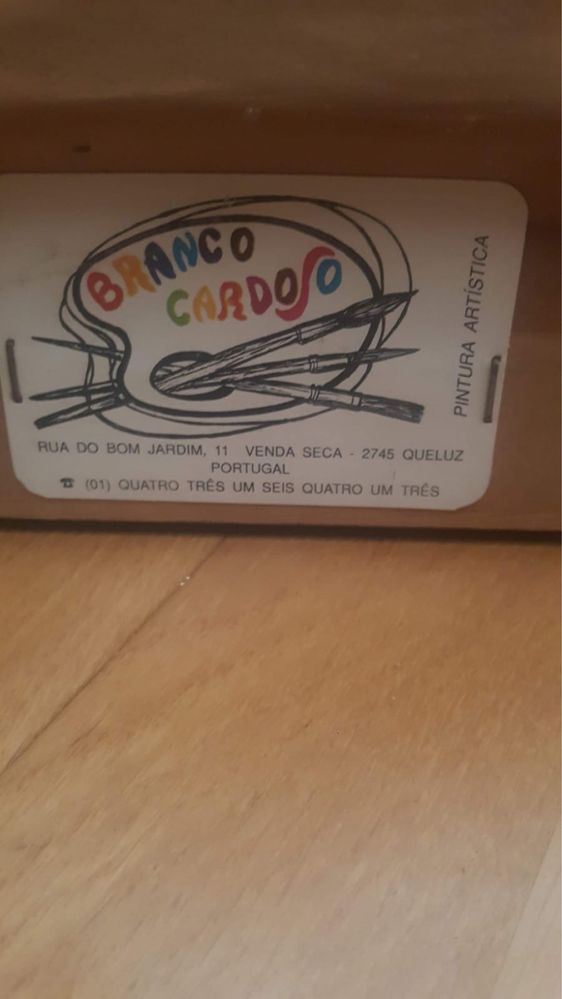 BRANCO
CARDOSO
PINTURA ARTÍSTICA
RUA DO BOM JARDIM, 11 VENDA SECA - 2745 QUELUZ
PORTUGAL
☎ (01) QUATRO TRÊS UM SEIS QUATRO UM TRÊS